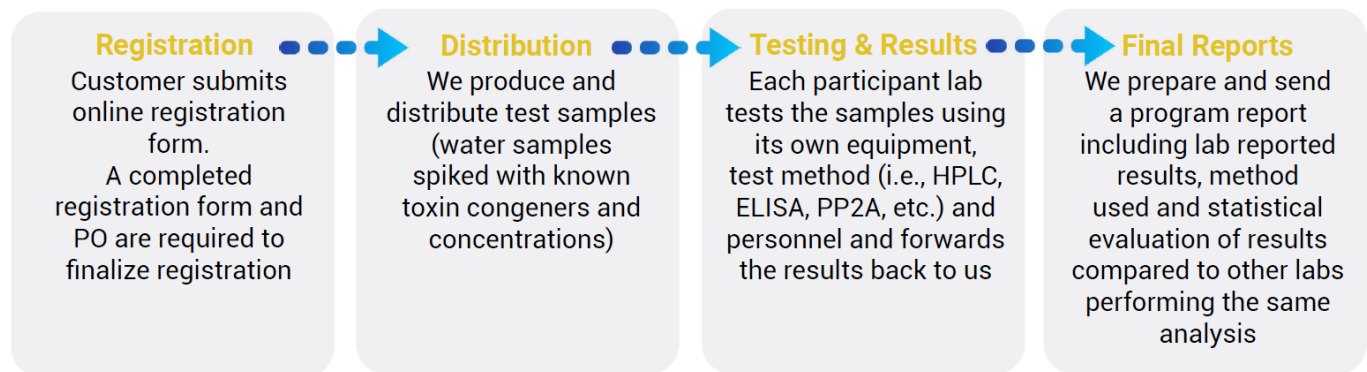 Registration
Customer submits
online registration
form.
A completed
registration form and
PO are required to
finalize registration
Distribution
We produce and
distribute test samples
(water samples
spiked with known
toxin congeners and
concentrations)
Testing & Results
Each participant lab
tests the samples using
its own equipment,
test method (i.e., HPLC,
ELISA, PP2A, etc.) and
personnel and forwards
the results back to us
Final Reports
We prepare and send
a program report
including lab reported
results, method
used and statistical
evaluation of results
compared to other labs
performing the same
analysis